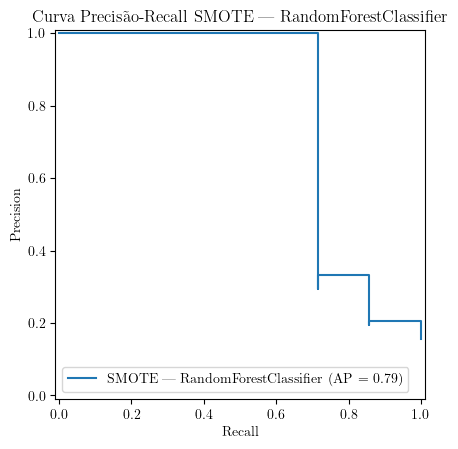 Curva Precisão-Recall SMOTE — RandomForestClassifier
1.0
0.8
0.6
0.4
0.2
0.0
Precision
SMOTE — RandomForestClassifier (AP = 0.79)
0.0 0.2 0.4 0.6 0.8 1.0
Recall